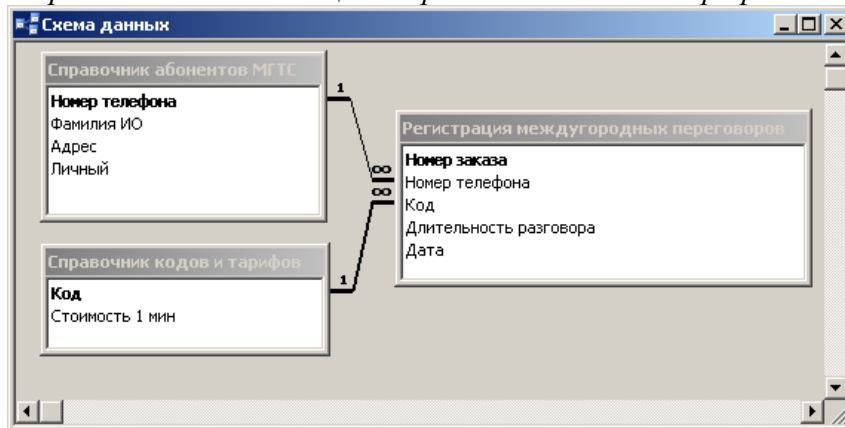 Схема данных
Справочник абонентов МГТС
Номер телефона
Фамилия ИО
Адрес
Личный
1
∞
∞
Регистрация междугородных переговоров
Номер заказа
Номер телефона
Код
Длительность разговора
Дата
Справочник кодов и тарифов
Код
Стоимость 1 мин
1